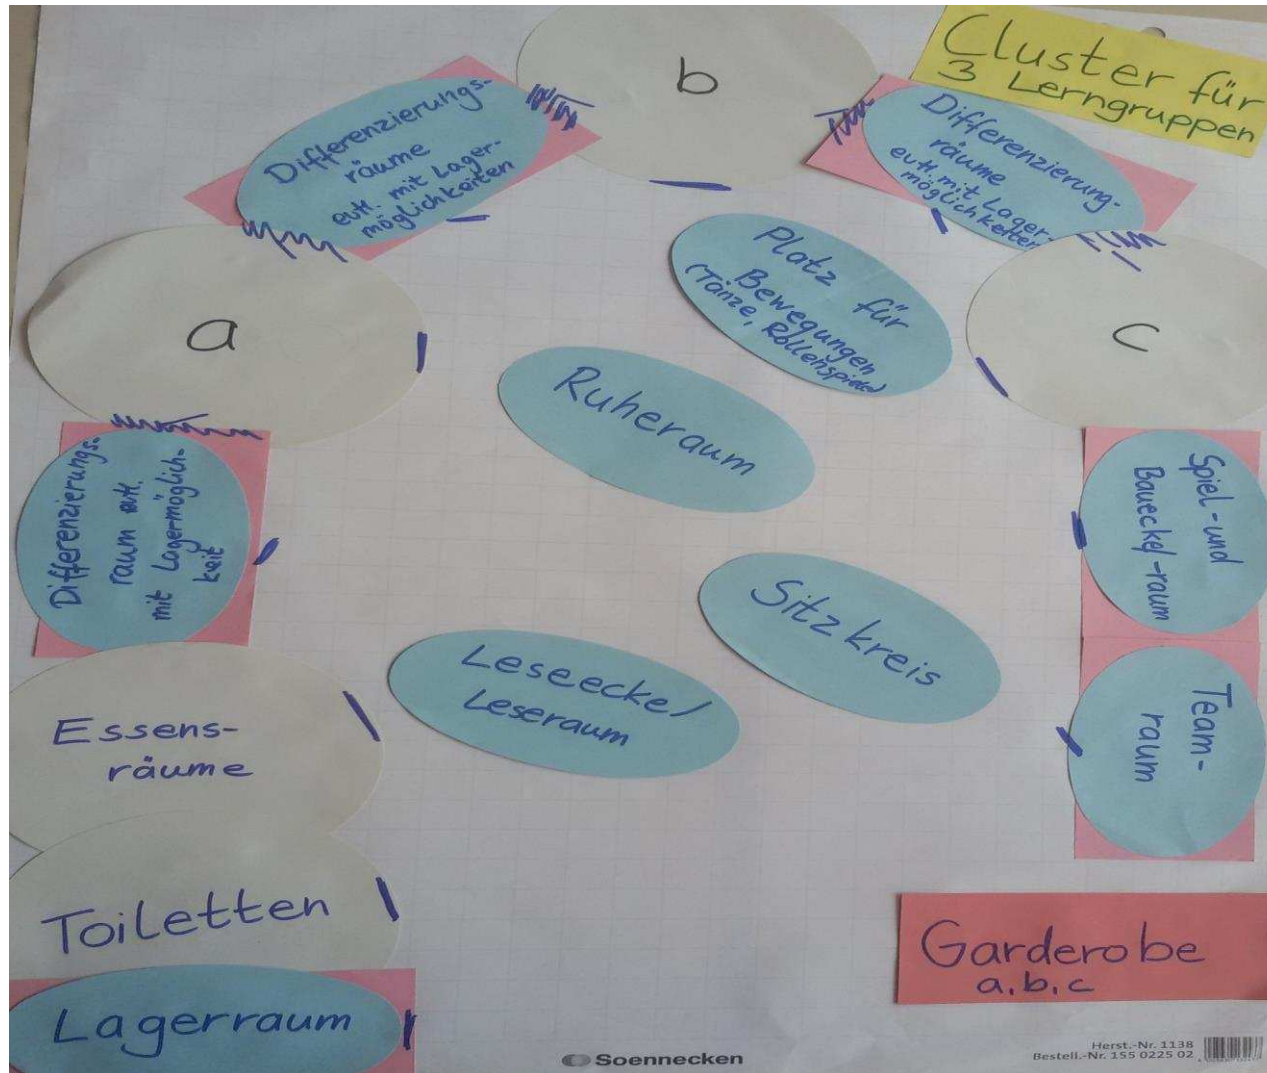 Cluster für
3 Lerngruppen
b
Differenzierungs-
räume
evtl. mit Lager-
möglichkeiten
Differenzierung-
räume
evtl. mit Lager-
möglichkeiten
a
Platz für
Bewegungen
(Tänze, Rollenspiele)
c
Ruheraum
Differenzierungs-
raum evtl.
mit Lagermöglich-
keit
Spiel- und
Bauecke/-raum
Sitzkreis
Leseecke/
Leseraum
Team-
raum
Essens-
räume
Toiletten
Garderobe
a, b, c
Lagerraum
Soennecken
Herst.-Nr. 1138
Bestell.-Nr. 155 0225 02